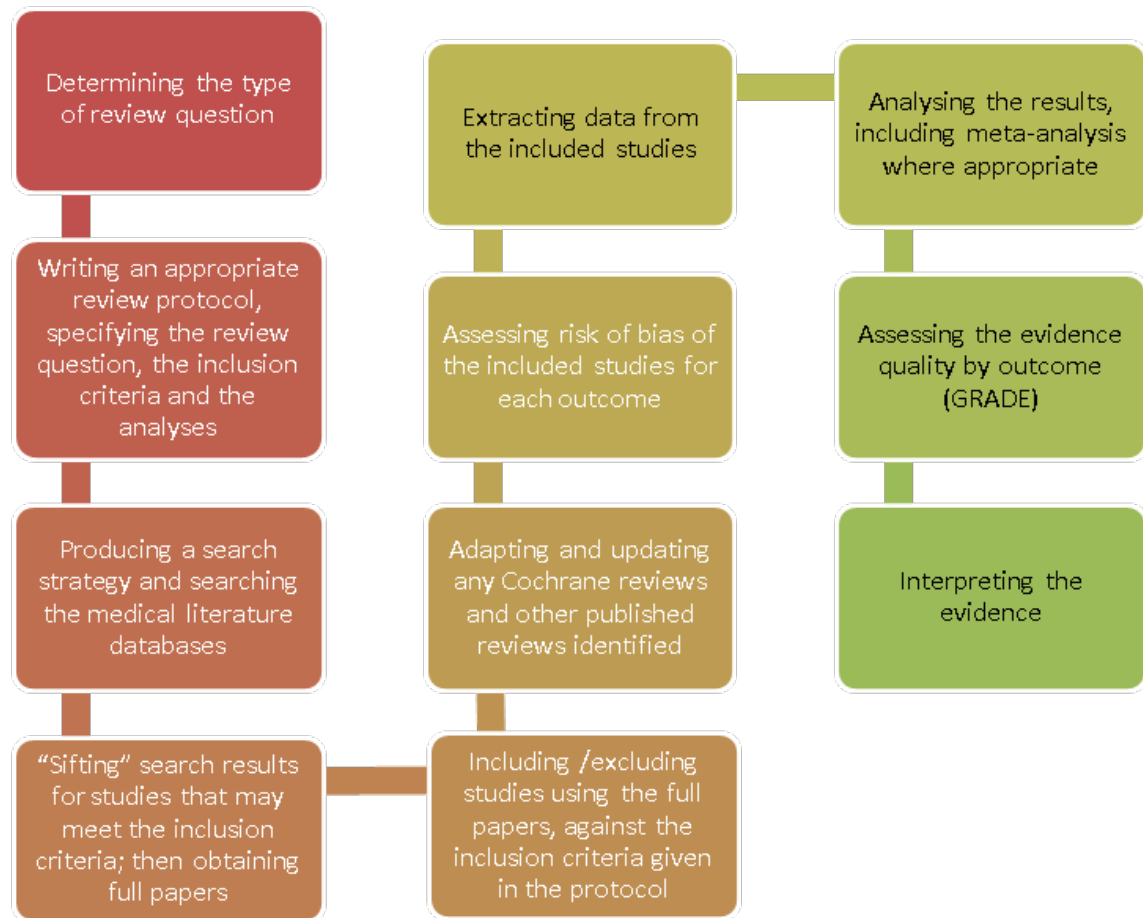 Determining the type
of review question
Writing an appropriate
review protocol,
specifying the review
question, the inclusion
criteria and the
analyses
Producing a search
strategy and searching
the medical literature
databases
“Sifting” search results
for studies that may
meet the inclusion
criteria; then obtaining
full papers
Including /excluding
studies using the full
papers, against the
inclusion criteria given
in the protocol
Adapting and updating
any Cochrane reviews
and other published
reviews identified
Assessing risk of bias of
the included studies for
each outcome
Extracting data from
the included studies
Analysing the results,
including meta-analysis
where appropriate
Assessing the evidence
quality by outcome
(GRADE)
Interpreting the
evidence